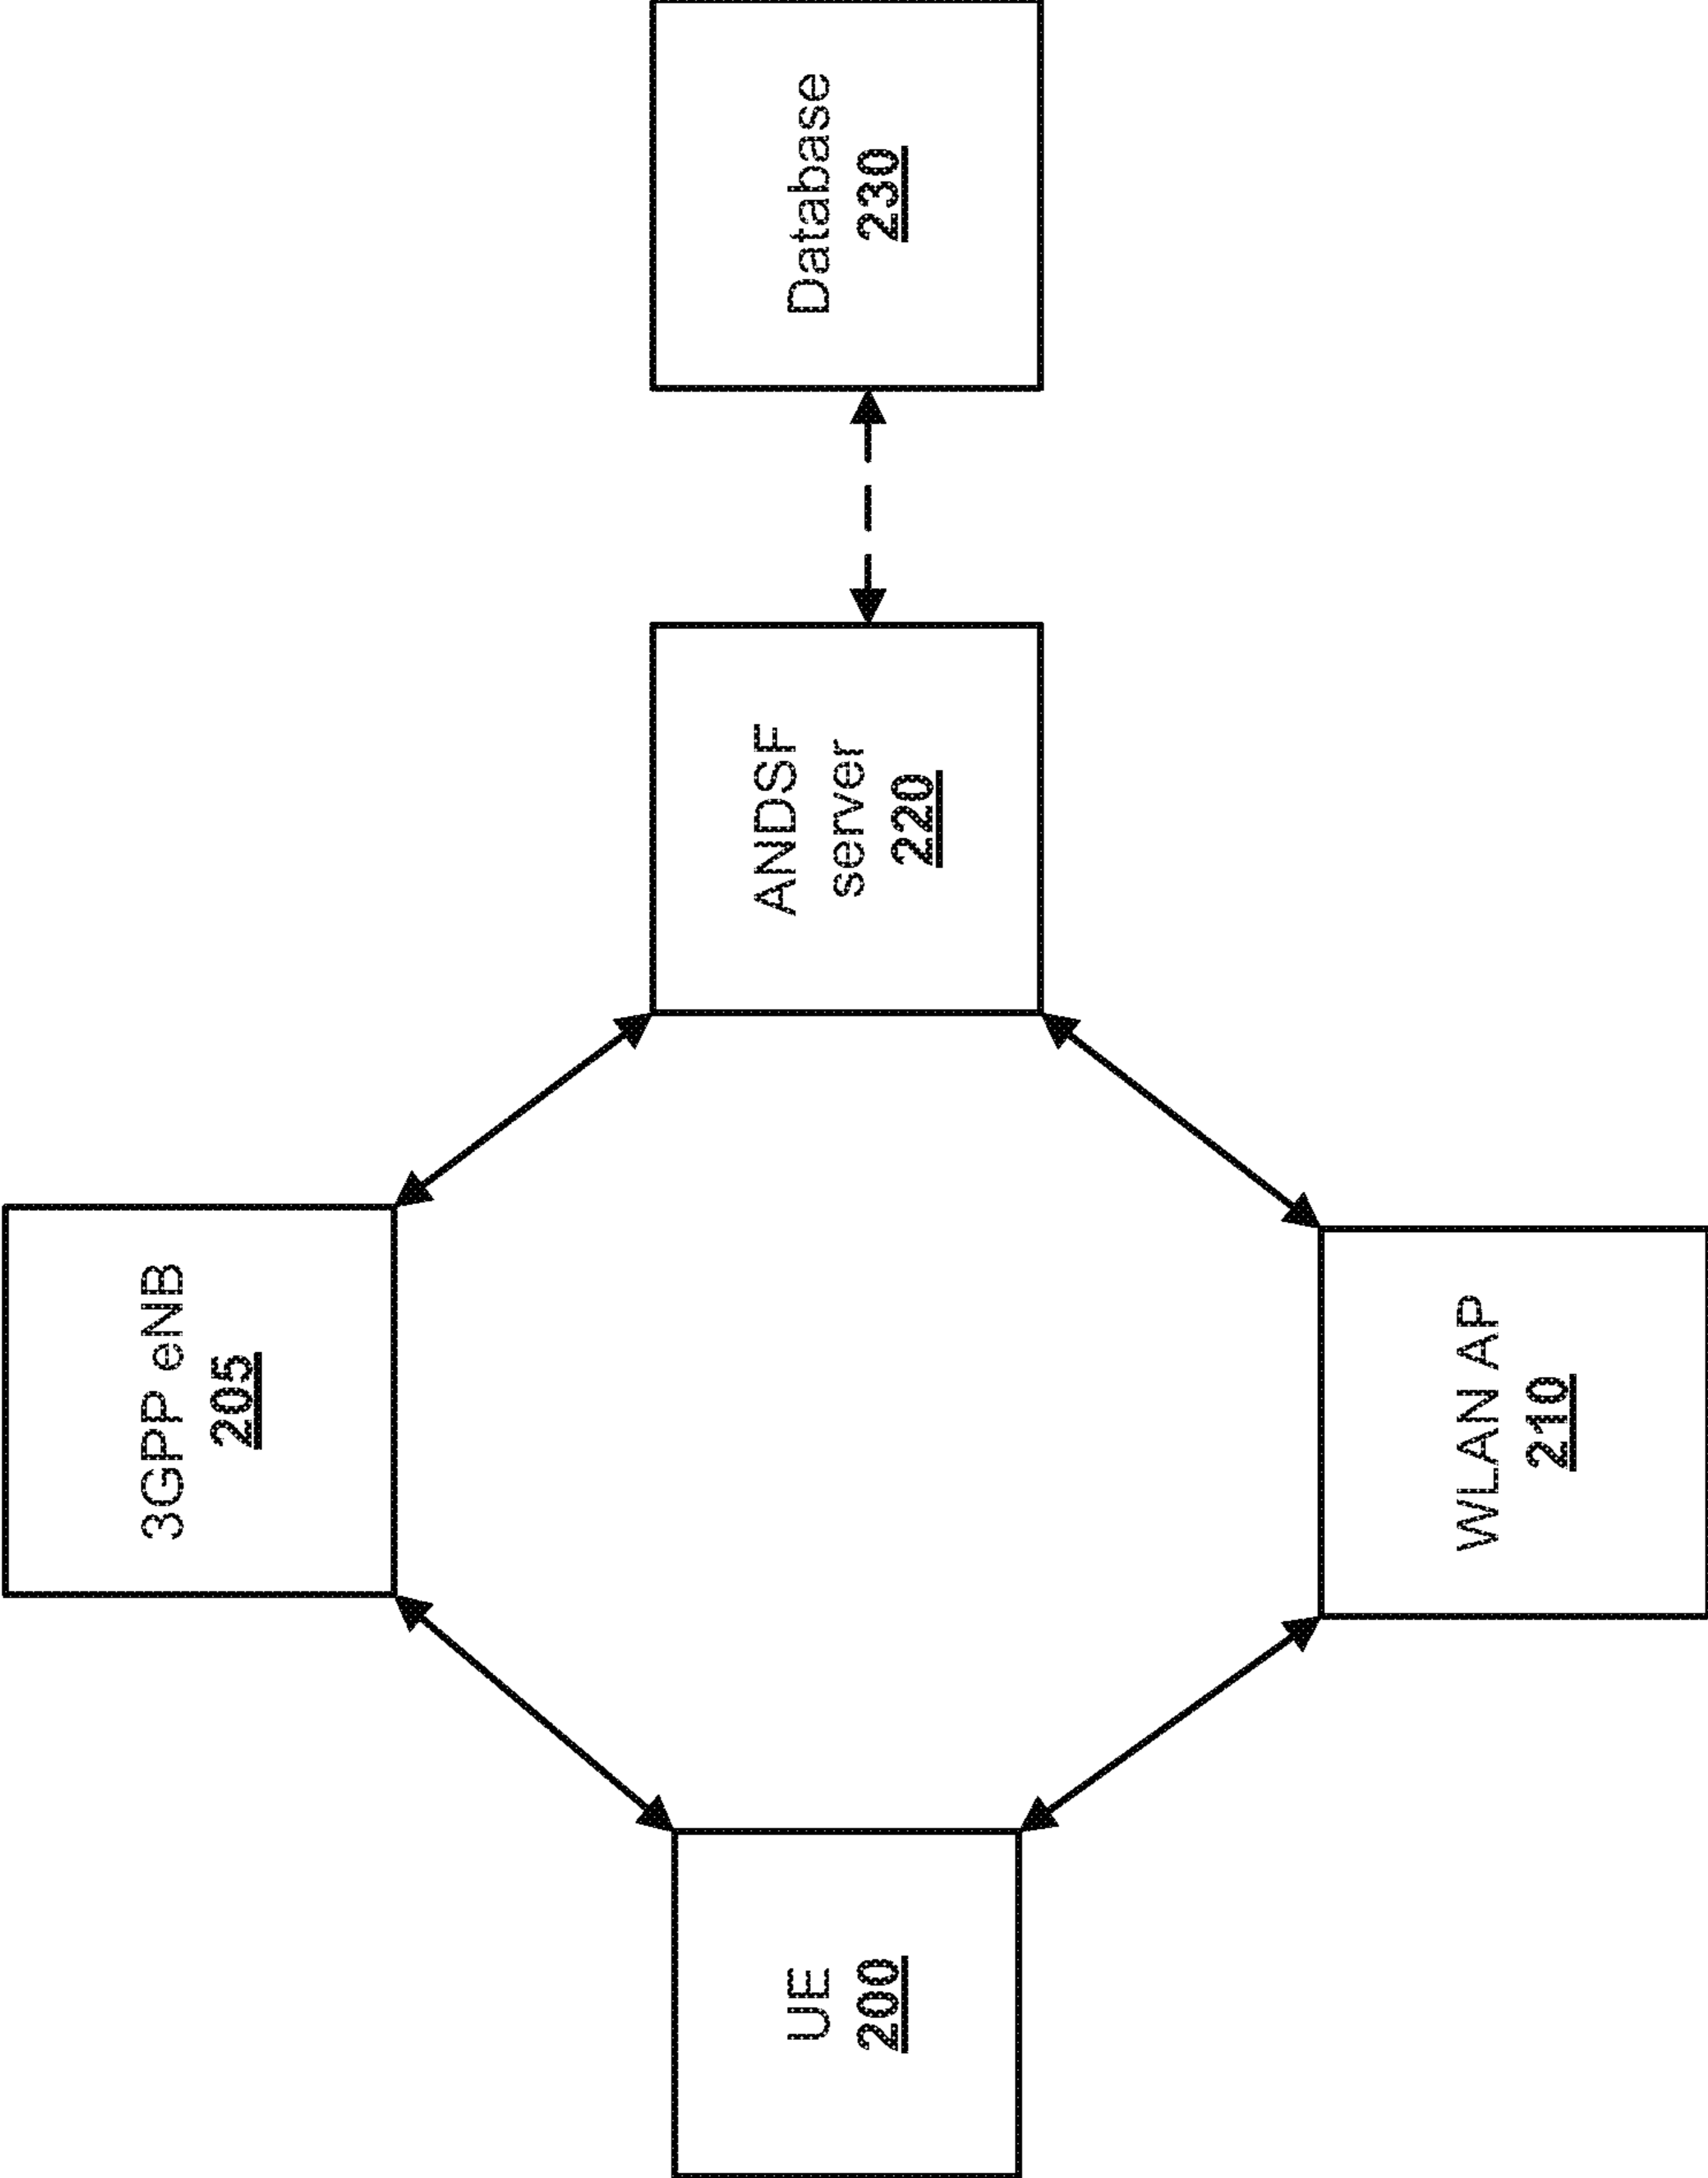 3GPP eNB
205
UE
200
ANDSF
server
220
Database
230
WLAN AP
210